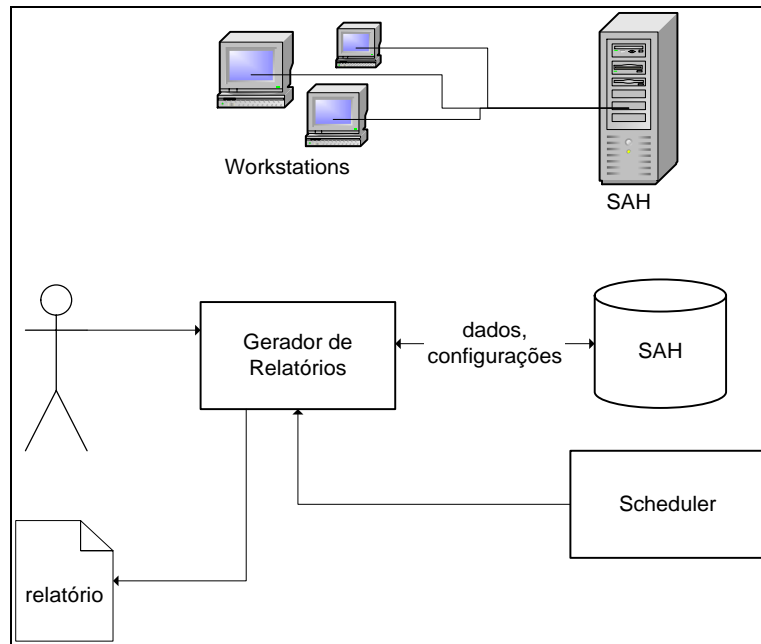 Workstations
SAH
Gerador de
Relatórios
dados,
configurações
SAH
Scheduler
relatório